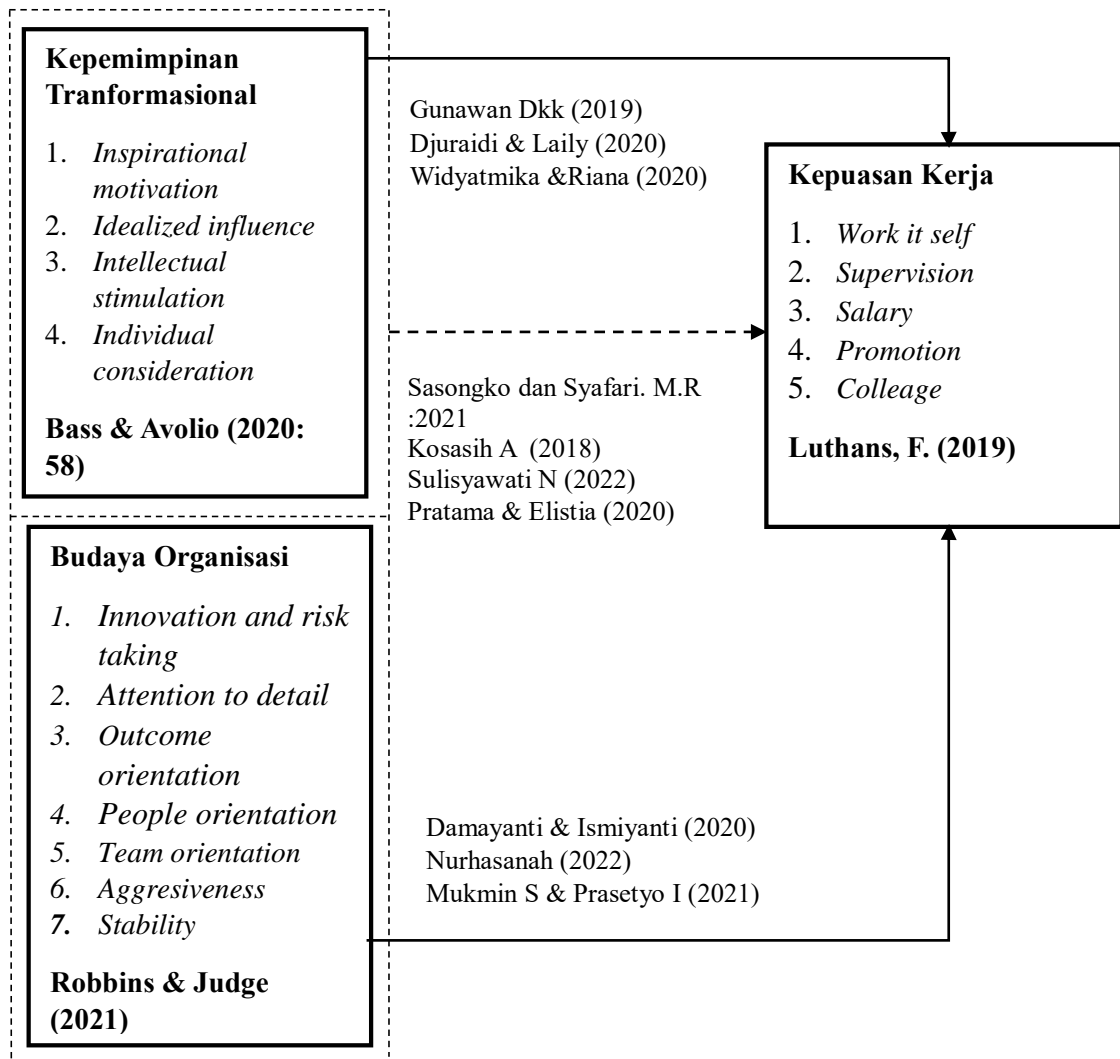 Kepemimpinan
Tranformasional
1. Inspirational
motivation
2. Idealized influence
3. Intellectual
stimulation
4. Individual
consideration
Bass & Avolio (2020:
58)
Gunawan Dkk (2019)
Djuraidi & Laily (2020)
Widyatmika &Riana (2020)
Kepuasan Kerja
1. Work it self
2. Supervision
3. Salary
4. Promotion
5. Colleage
Luthans, F. (2019)
Sasongko dan Syafari. M.R
:2021
Kosasih A (2018)
Sulisyawati N (2022)
Pratama & Elistia (2020)
Budaya Organisasi
1. Innovation and risk
taking
2. Attention to detail
3. Outcome
orientation
4. People orientation
5. Team orientation
6. Aggresiveness
7. Stability
Robbins & Judge
(2021)
Damayanti & Ismiyanti (2020)
Nurhasanah (2022)
Mukmin S & Prasetyo I (2021)